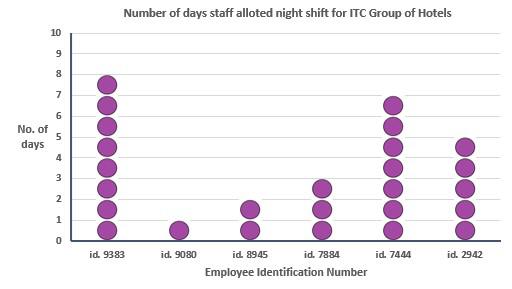 Number of days staff alloted night shift for ITC Group of Hotels
10
9
8
7
6
5
4
3
2
1
0
No. of
days
id. 9383
id. 9080
id. 8945
id. 7884
id. 7444
id. 2942
Employee Identification Number